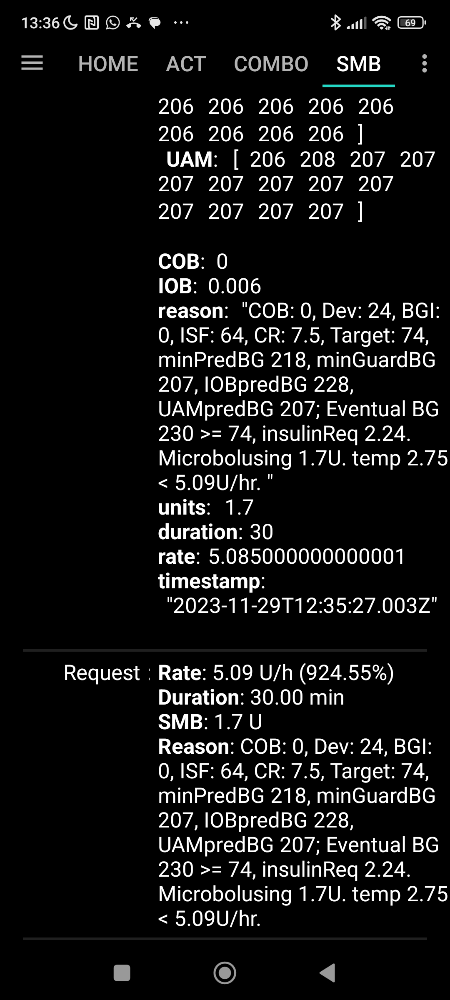 13:36 69
HOME ACT COMBO SMB
206 206 206 206 206
206 206 206 206 ]
UAM: [ 206 208 207 207
207 207 207 207 207
207 207 207 207 ]
COB: 0
IOB: 0.006
reason: "COB: 0, Dev: 24, BGI:
0, ISF: 64, CR: 7.5, Target: 74,
minPredBG 218, minGuardBG
207, IOBpredBG 228,
UAMpredBG 207; Eventual BG
230 >= 74, insulinReq 2.24.
Microbolusing 1.7U. temp 2.75
< 5.09U/hr. "
units: 1.7
duration: 30
rate: 5.085000000000001
timestamp:
"2023-11-29T12:35:27.003Z"
Request : Rate: 5.09 U/h (924.55%)
Duration: 30.00 min
SMB: 1.7 U
Reason: COB: 0, Dev: 24, BGI:
0, ISF: 64, CR: 7.5, Target: 74,
minPredBG 218, minGuardBG
207, IOBpredBG 228,
UAMpredBG 207; Eventual BG
230 >= 74, insulinReq 2.24.
Microbolusing 1.7U. temp 2.75
< 5.09U/hr.